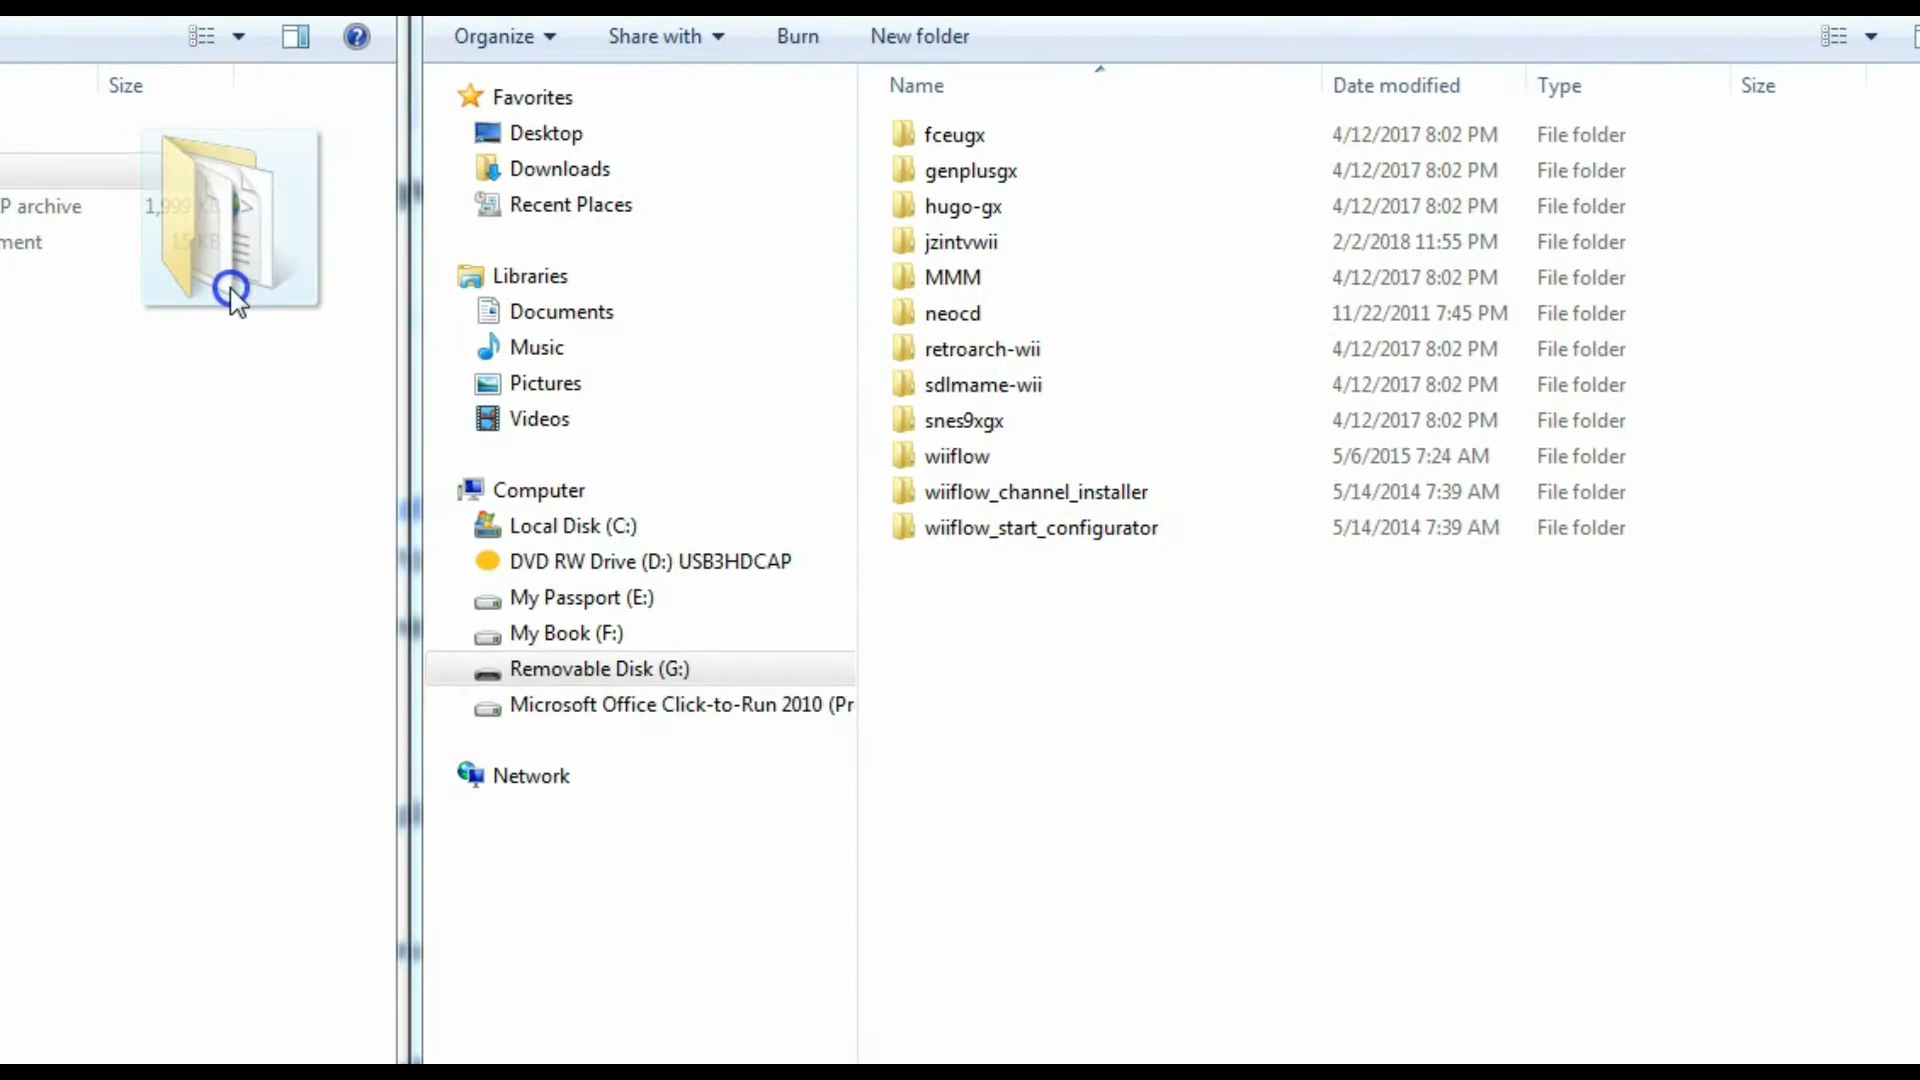 Organize Share with Burn New folder
Size
P archive 1,999 KB
ment 15 KB
Favorites
Desktop
Downloads
Recent Places
Libraries
Documents
Music
Pictures
Videos
Computer
Local Disk (C:)
DVD RW Drive (D:) USB3HDCAP
My Passport (E:)
My Book (F:)
Removable Disk (G:)
Microsoft Office Click-to-Run 2010 (Pr
Network
Name Date modified Type Size
fceugx 4/12/2017 8:02 PM File folder
genplusgx 4/12/2017 8:02 PM File folder
hugo-gx 4/12/2017 8:02 PM File folder
jzintvwii 2/2/2018 11:55 PM File folder
MMM 4/12/2017 8:02 PM File folder
neocd 11/22/2011 7:45 PM File folder
retroarch-wii 4/12/2017 8:02 PM File folder
sdlmame-wii 4/12/2017 8:02 PM File folder
snes9xgx 4/12/2017 8:02 PM File folder
wiiflow 5/6/2015 7:24 AM File folder
wiiflow_channel_installer 5/14/2014 7:39 AM File folder
wiiflow_start_configurator 5/14/2014 7:39 AM File folder